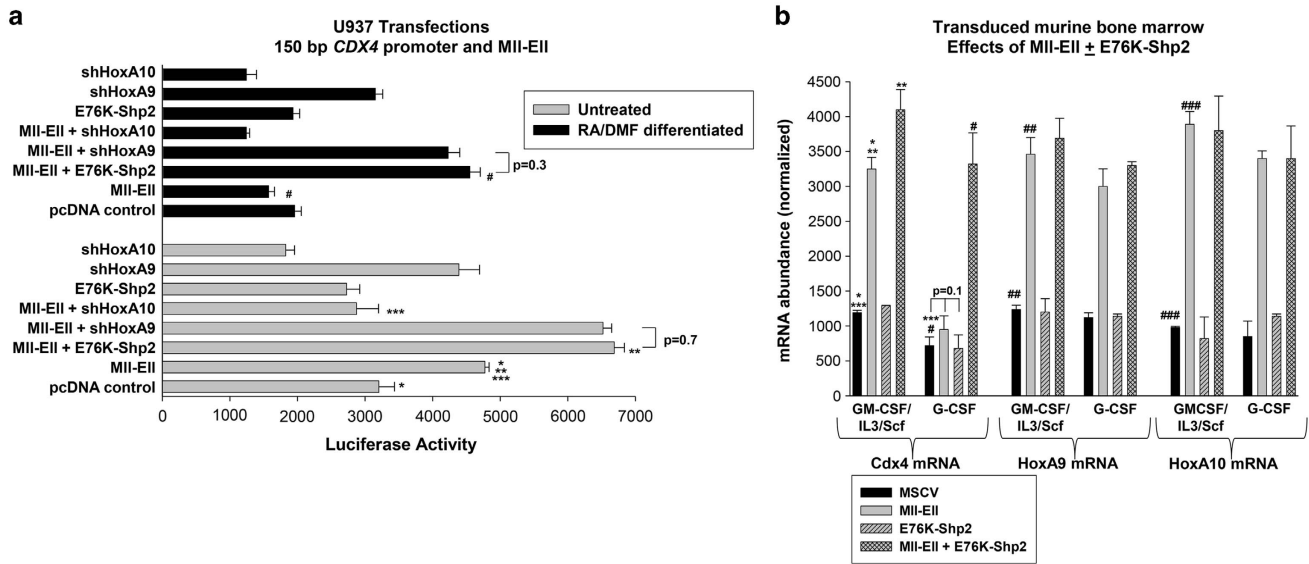 a
U937 Transfections
150 bp CDX4 promoter and Mll-Ell
shHoxA10
shHoxA9
E76K-Shp2
Mll-Ell + shHoxA10
Mll-Ell + shHoxA9
Mll-Ell + E76K-Shp2
Mll-Ell
pcDNA control
p=0.3
#
#
Untreated
RA/DMF differentiated
shHoxA10
shHoxA9
E76K-Shp2
Mll-Ell + shHoxA10
***
Mll-Ell + shHoxA9
Mll-Ell + E76K-Shp2
**
p=0.7
Mll-Ell
*
**
***
pcDNA control
*
0 1000 2000 3000 4000 5000 6000 7000
Luciferase Activity
b
Transduced murine bone marrow
Effects of Mll-Ell ± E76K-Shp2
mRNA abundance (normalized)
4500
4000
3500
3000
2500
2000
1500
1000
500
0
*
***
*
**
**
***
#
p=0.1
#
##
##
###
###
GM-CSF/
IL3/Scf
G-CSF
GM-CSF/
IL3/Scf
G-CSF
GMCSF/
IL3/Scf
G-CSF
Cdx4 mRNA
HoxA9 mRNA
HoxA10 mRNA
MSCV
Mll-Ell
E76K-Shp2
Mll-Ell + E76K-Shp2